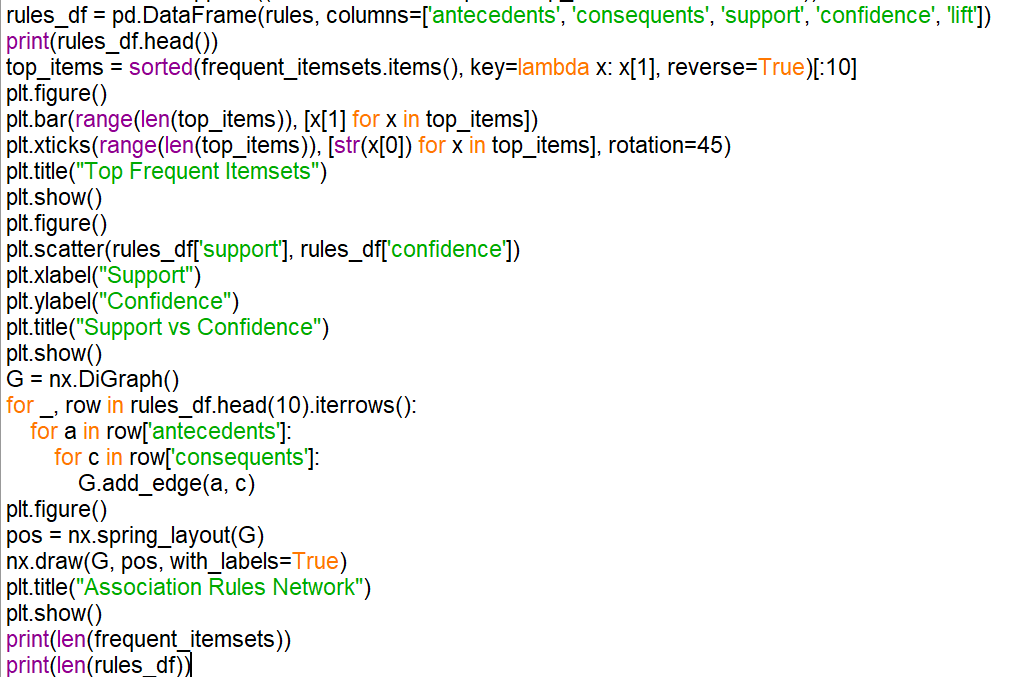 rules_df = pd.DataFrame(rules, columns=['antecedents', 'consequents', 'support', 'confidence', 'lift'])
print(rules_df.head())
top_items = sorted(frequent_itemsets.items(), key=lambda x: x[1], reverse=True)[:10]
plt.figure()
plt.bar(range(len(top_items)), [x[1] for x in top_items])
plt.xticks(range(len(top_items)), [str(x[0]) for x in top_items], rotation=45)
plt.title("Top Frequent Itemsets")
plt.show()
plt.figure()
plt.scatter(rules_df['support'], rules_df['confidence'])
plt.xlabel("Support")
plt.ylabel("Confidence")
plt.title("Support vs Confidence")
plt.show()
G = nx.DiGraph()
for _, row in rules_df.head(10).iterrows():
    for a in row['antecedents']:
        for c in row['consequents']:
            G.add_edge(a, c)
plt.figure()
pos = nx.spring_layout(G)
nx.draw(G, pos, with_labels=True)
plt.title("Association Rules Network")
plt.show()
print(len(frequent_itemsets))
print(len(rules_df))